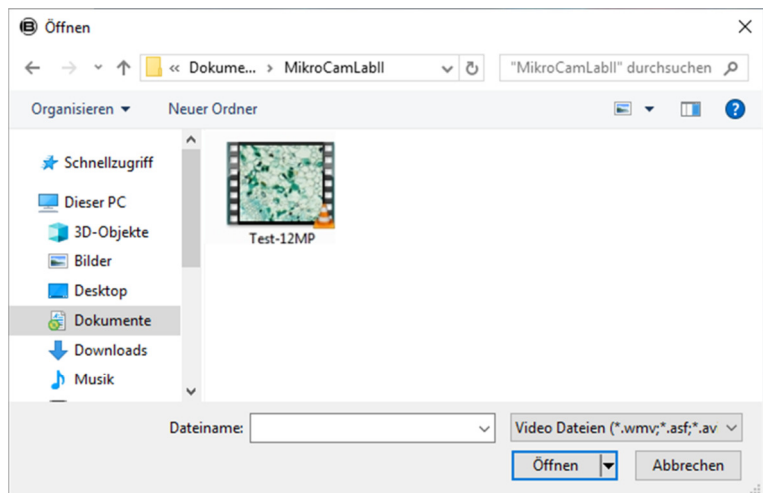 Öffnen
« Dokume... > MikroCamLabII
"MikroCamLabII" durchsuchen
Organisieren
Neuer Ordner
Schnellzugriff
Dieser PC
3D-Objekte
Bilder
Desktop
Dokumente
Downloads
Musik
Test-12MP
Dateiname:
Video Dateien (*.wmv;*.asf;*.av
Öffnen
Abbrechen